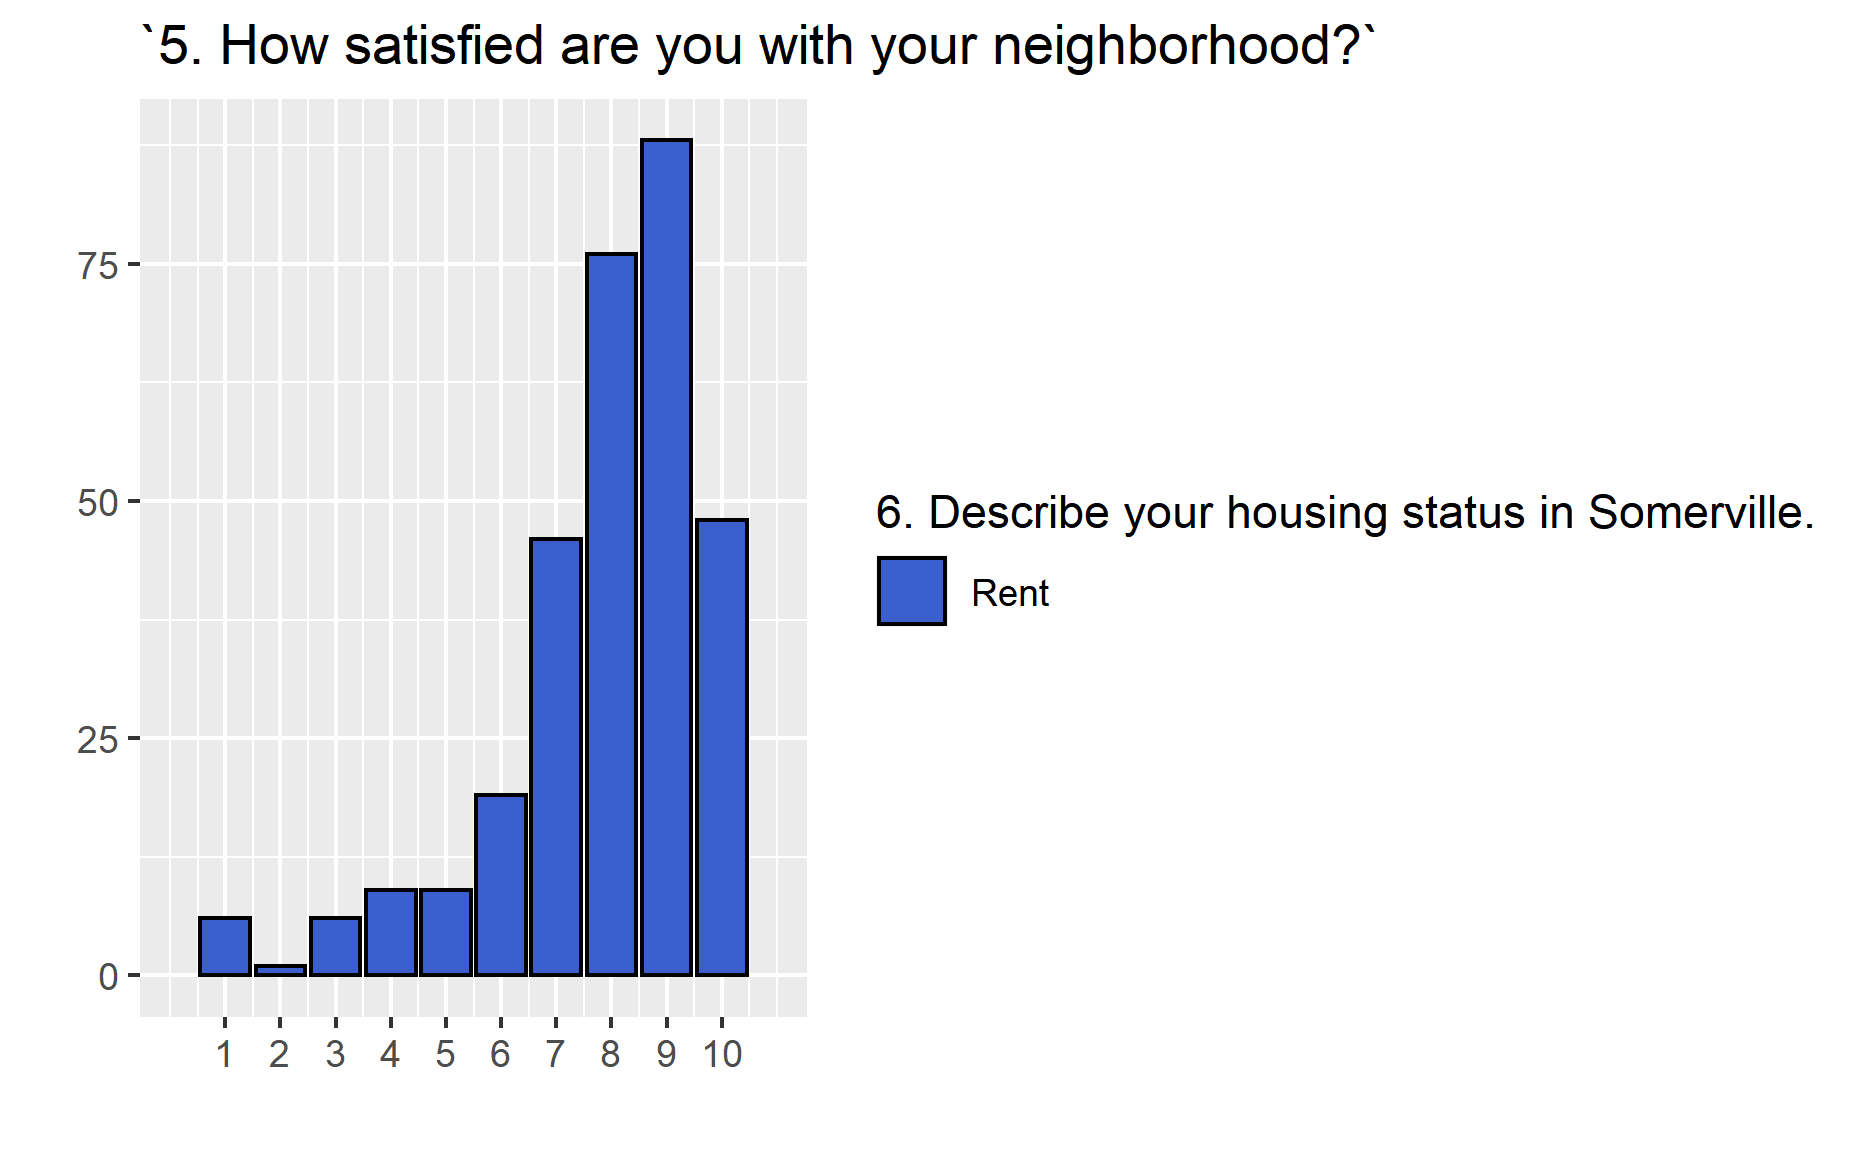 `5. How satisfied are you with your neighborhood?`
75
50
25
0
1 2 3 4 5 6 7 8 9 10
6. Describe your housing status in Somerville.
Rent